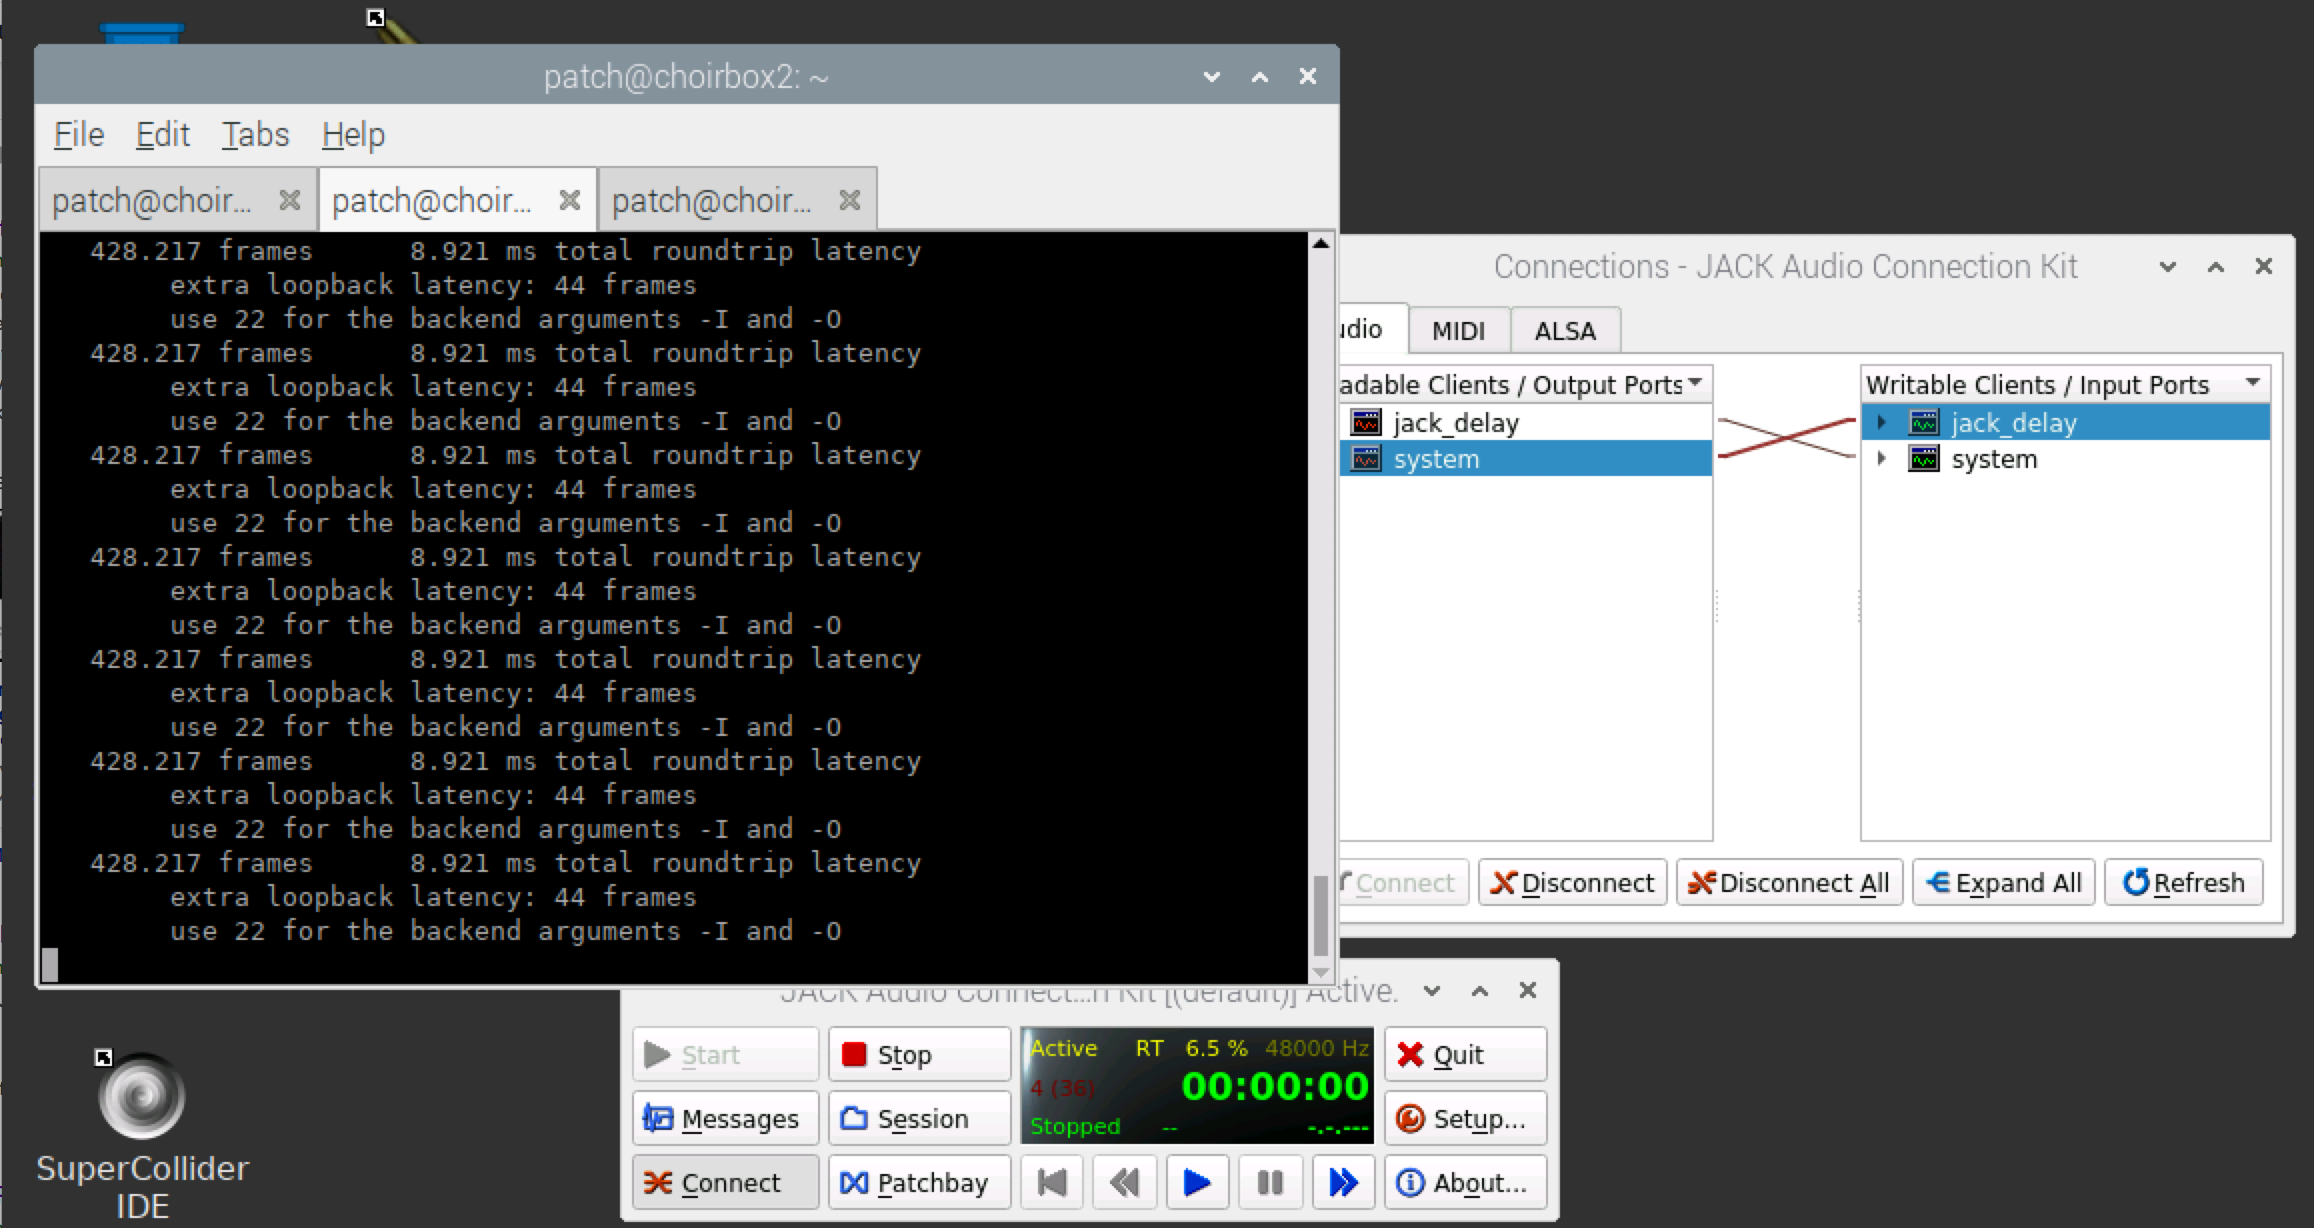 patch@choirbox2: ~
File Edit Tabs Help
patch@choir... patch@choir... patch@choir...
428.217 frames 8.921 ms total roundtrip latency
extra loopback latency: 44 frames
use 22 for the backend arguments -I and -O
428.217 frames 8.921 ms total roundtrip latency
extra loopback latency: 44 frames
use 22 for the backend arguments -I and -O
428.217 frames 8.921 ms total roundtrip latency
extra loopback latency: 44 frames
use 22 for the backend arguments -I and -O
428.217 frames 8.921 ms total roundtrip latency
extra loopback latency: 44 frames
use 22 for the backend arguments -I and -O
428.217 frames 8.921 ms total roundtrip latency
extra loopback latency: 44 frames
use 22 for the backend arguments -I and -O
428.217 frames 8.921 ms total roundtrip latency
extra loopback latency: 44 frames
use 22 for the backend arguments -I and -O
428.217 frames 8.921 ms total roundtrip latency
extra loopback latency: 44 frames
use 22 for the backend arguments -I and -O
Connections - JACK Audio Connection Kit
udio MIDI ALSA
adable Clients / Output Ports
jack_delay
system
Writable Clients / Input Ports
jack_delay
system
Connect Disconnect Disconnect All Expand All Refresh
JACK Audio Connect...n Kit [(default)] Active.
Start Stop
Messages Session
Connect Patchbay
Active RT 6.5 % 48000 Hz
4 (36) 00:00:00
Stopped -- -.-.---
Quit
Setup...
About...
SuperCollider
IDE